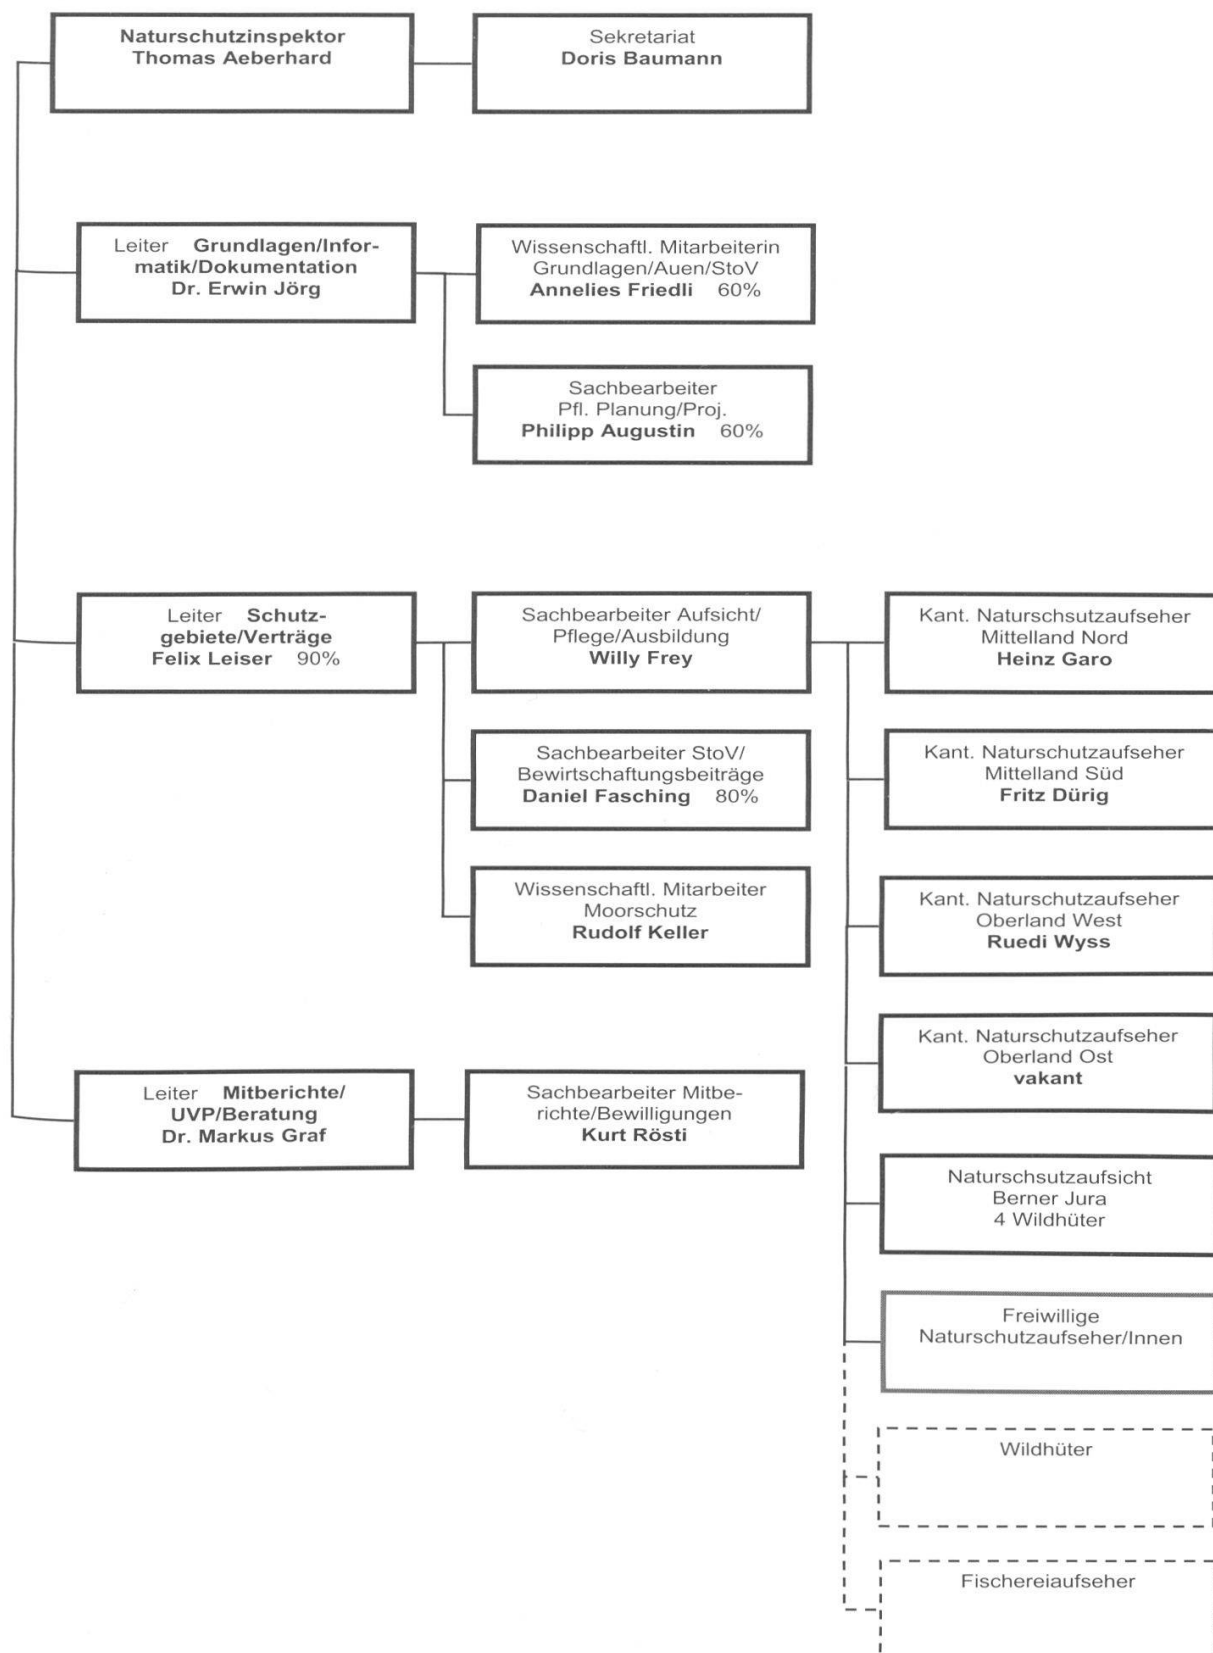 Naturschutzinspektor
Thomas Aeberhard
Sekretariat
Doris Baumann
Leiter Grundlagen/Infor-
matik/Dokumentation
Dr. Erwin Jörg
Wissenschaftl. Mitarbeiterin
Grundlagen/Auen/StoV
Annelies Friedli 60%
Sachbearbeiter
Pfl. Planung/Proj.
Philipp Augustin 60%
Leiter Schutz-
gebiete/Verträge
Felix Leiser 90%
Sachbearbeiter Aufsicht/
Pflege/Ausbildung
Willy Frey
Kant. Naturschsutzaufseher
Mittelland Nord
Heinz Garo
Sachbearbeiter StoV/
Bewirtschaftungsbeiträge
Daniel Fasching 80%
Kant. Naturschutzaufseher
Mittelland Süd
Fritz Dürig
Wissenschaftl. Mitarbeiter
Moorschutz
Rudolf Keller
Kant. Naturschutzaufseher
Oberland West
Ruedi Wyss
Kant. Naturschutzaufseher
Oberland Ost
vakant
Leiter Mitberichte/
UVP/Beratung
Dr. Markus Graf
Sachbearbeiter Mitbe-
richte/Bewilligungen
Kurt Rösti
Naturschsutzaufsicht
Berner Jura
4 Wildhüter
Freiwillige
Naturschutzaufseher/Innen
Wildhüter
Fischereiaufseher